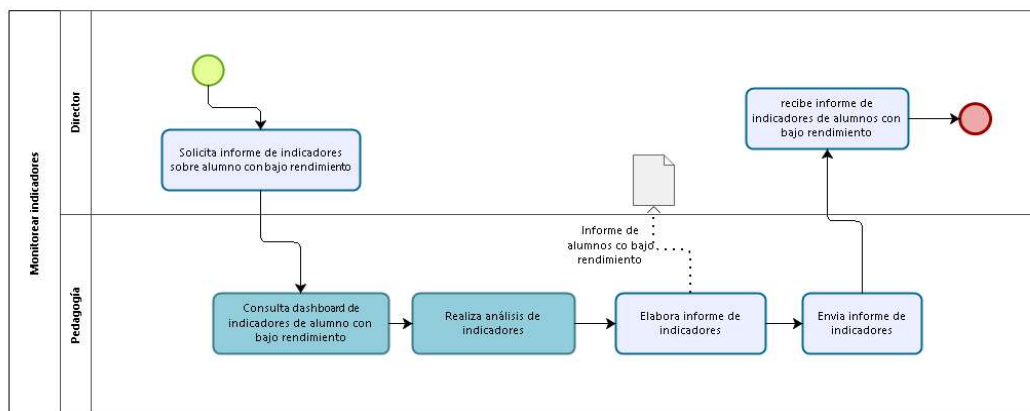 Monitorear indicadores
Director
Solicita informe de indicadores
sobre alumno con bajo rendimiento
recibe informe de
indicadores de alumnos con
bajo rendimiento
Pedagogía
Informe de
alumnos co bajo
rendimiento
Consulta dashboard de
indicadores de alumno con
bajo rendimiento
Realiza análisis de
indicadores
Elabora informe de
indicadores
Envia informe de
indicadores